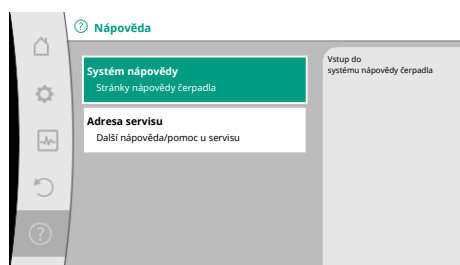 Nápověda
Systém nápovědy
Stránky nápovědy čerpadla
Adresa servisu
Další nápověda/pomoc u servisu
Vstup do
systému nápovědy čerpadla